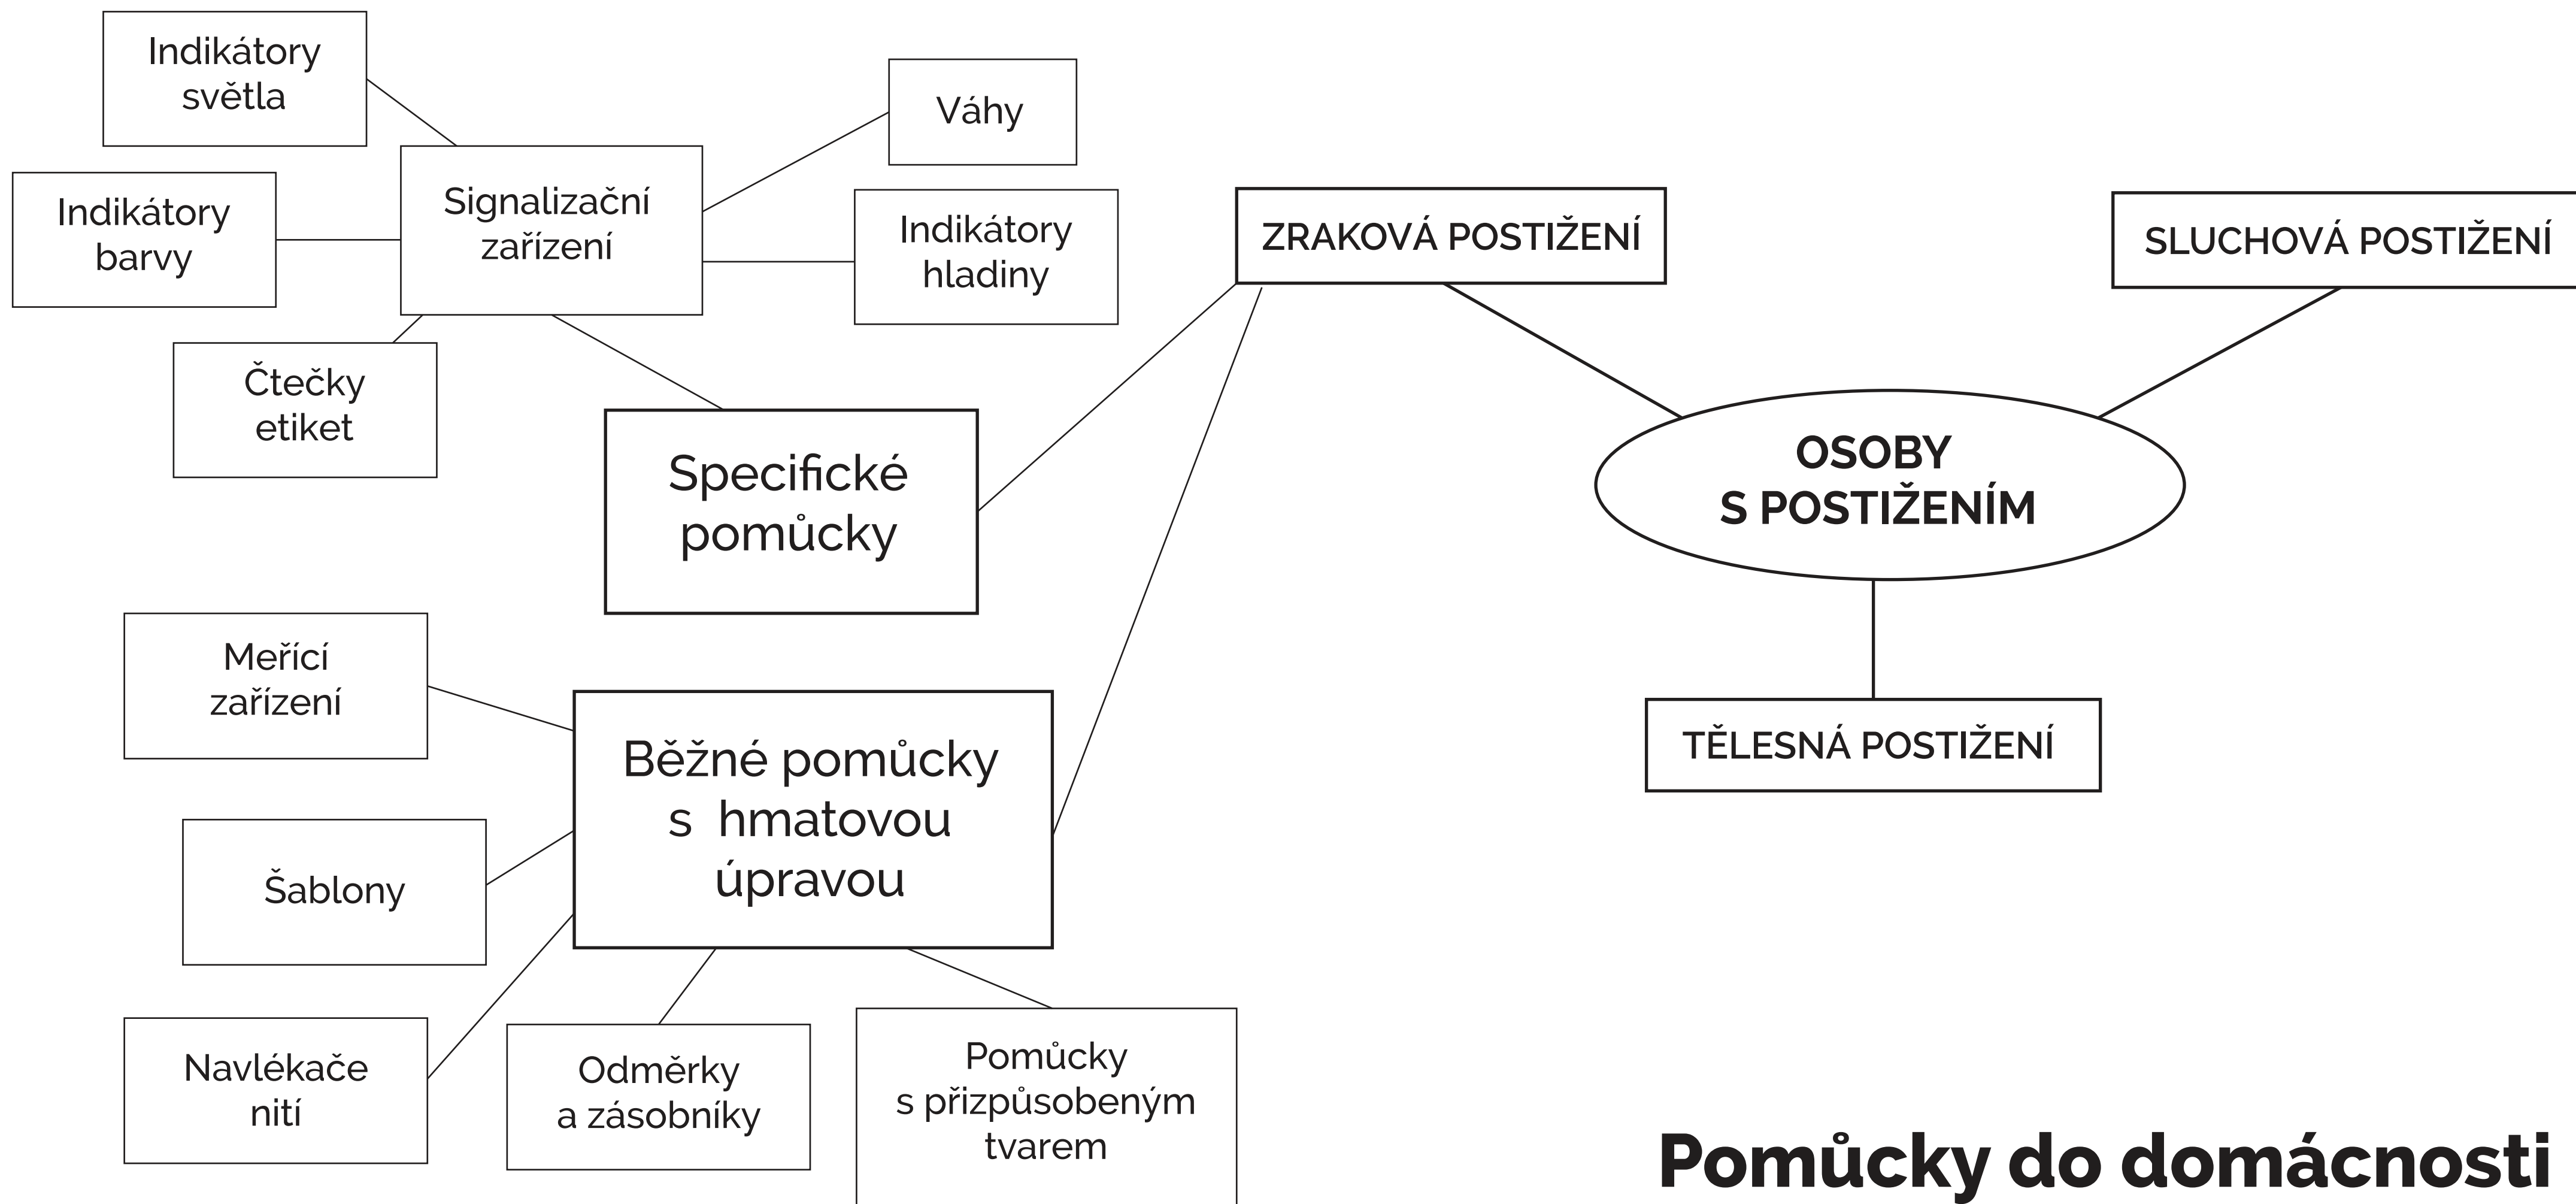 Indikátory
světla
Váhy
Signalizační
zařízení
Indikátory
barvy
Indikátory
hladiny
ZRAKOVÁ POSTIŽENÍ
SLUCHOVÁ POSTIŽENÍ
Čtečky
etiket
Specifické
pomůcky
OSOBY
S POSTIŽENÍM
Meřící
zařízení
TĚLESNÁ POSTIŽENÍ
Běžné pomůcky
s hmatovou
úpravou
Šablony
Navlékače
nití
Odměrky
a zásobníky
Pomůcky
s přizpůsobeným
tvarem
Pomůcky do domácnosti